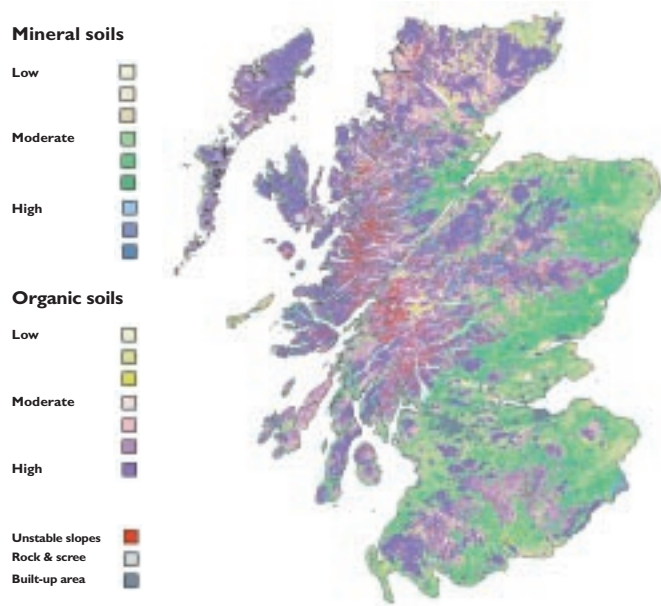 Mineral soils
Low
Moderate
High
Organic soils
Low
Moderate
High
Unstable slopes
Rock & scree
Built-up area